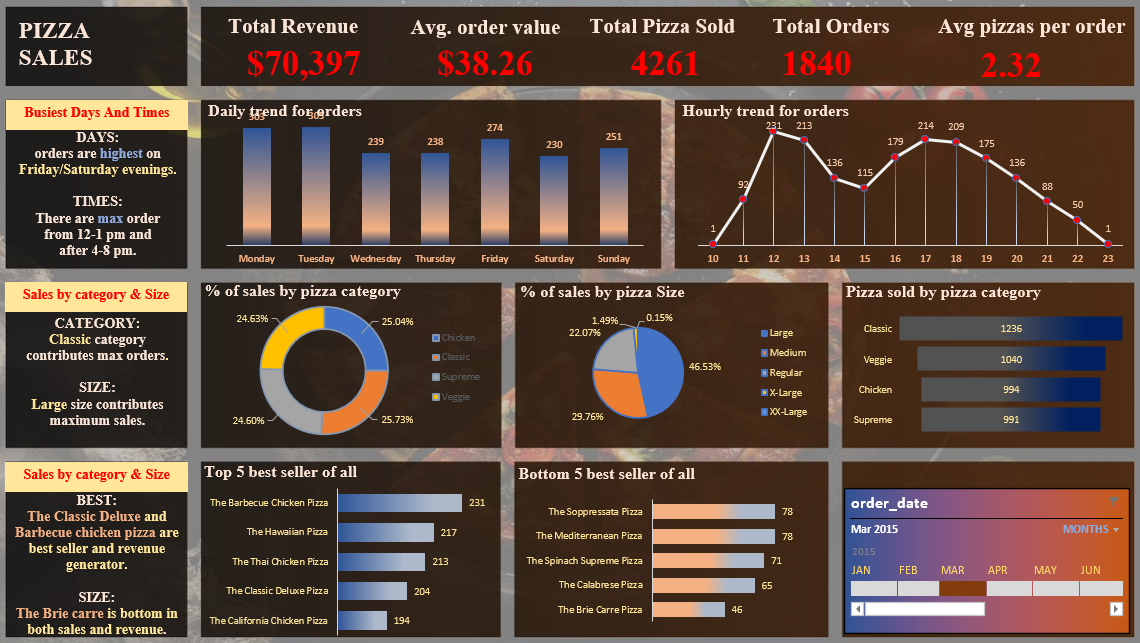 PIZZA
SALES
Total Revenue
$70,397
Avg. order value
$38.26
Total Pizza Sold
4261
Total Orders
1840
Avg pizzas per order
2.32
Busiest Days And Times
DAYS:
orders are highest on
Friday/Saturday evenings.
TIMES:
There are max order
from 12-1 pm and
after 4-8 pm.
Daily trend for orders
239
238
274
230
251
Monday Tuesday Wednesday Thursday Friday Saturday Sunday
Hourly trend for orders
1 92 231 213 136 115 179 214 209 175 136 88 50 1
10 11 12 13 14 15 16 17 18 19 20 21 22 23
Sales by category & Size
CATEGORY:
Classic category
contributes max orders.
SIZE:
Large size contributes
maximum sales.
% of sales by pizza category
24.63%
25.04%
24.60%
25.73%
Chicken
Classic
Supreme
Veggie
% of sales by pizza Size
1.49%
0.15%
22.07%
46.53%
29.76%
Large
Medium
Regular
X-Large
XX-Large
Pizza sold by pizza category
Classic 1236
Veggie 1040
Chicken 994
Supreme 991
Sales by category & Size
BEST:
The Classic Deluxe and
Barbecue chicken pizza are
best seller and revenue
generator.
SIZE:
The Brie carre is bottom in
both sales and revenue.
Top 5 best seller of all
The Barbecue Chicken Pizza 231
The Hawaiian Pizza 217
The Thai Chicken Pizza 213
The Classic Deluxe Pizza 204
The California Chicken Pizza 194
Bottom 5 best seller of all
The Soppressata Pizza 78
The Mediterranean Pizza 78
The Spinach Supreme Pizza 71
The Calabrese Pizza 65
The Brie Carre Pizza 46
order_date
Mar 2015 MONTHS
2015
JAN FEB MAR APR MAY JUN